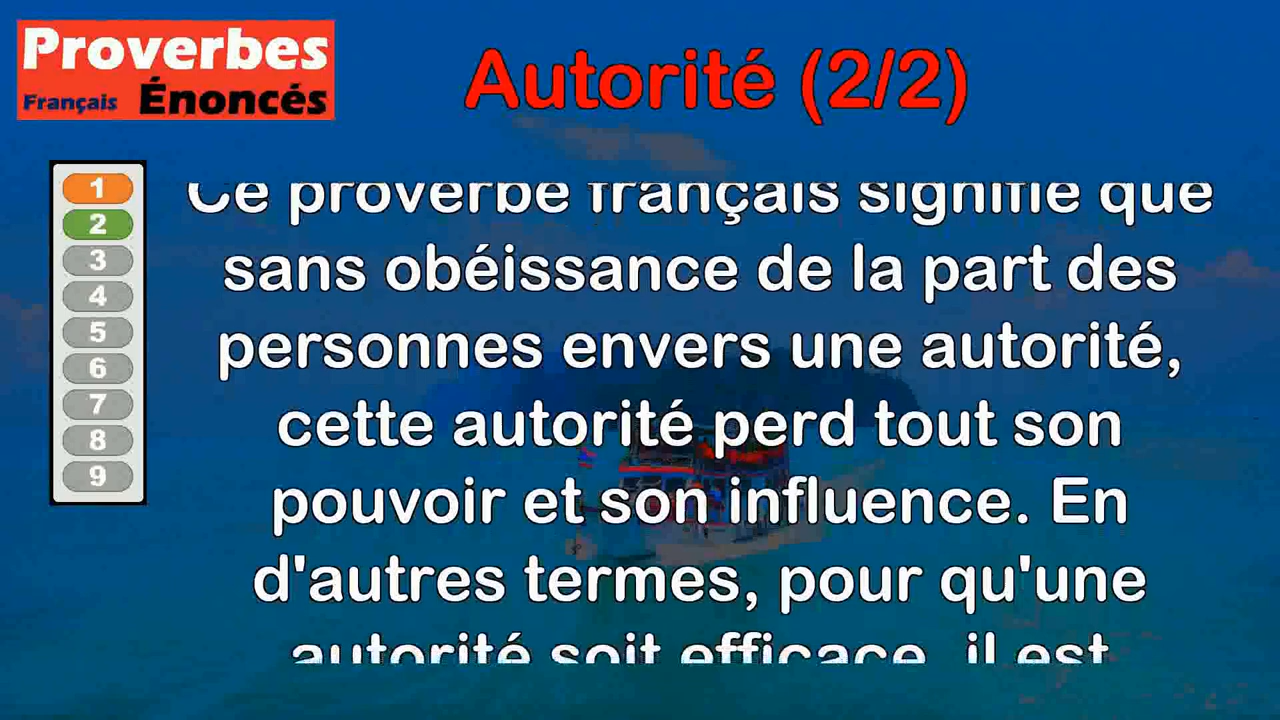 Proverbes
Français Énoncés
Autorité (2/2)
1
2
3
4
5
6
7
8
9
Ce proverbe français signifie que
sans obéissance de la part des
personnes envers une autorité,
cette autorité perd tout son
pouvoir et son influence. En
d'autres termes, pour qu'une
autorité soit efficace, il est